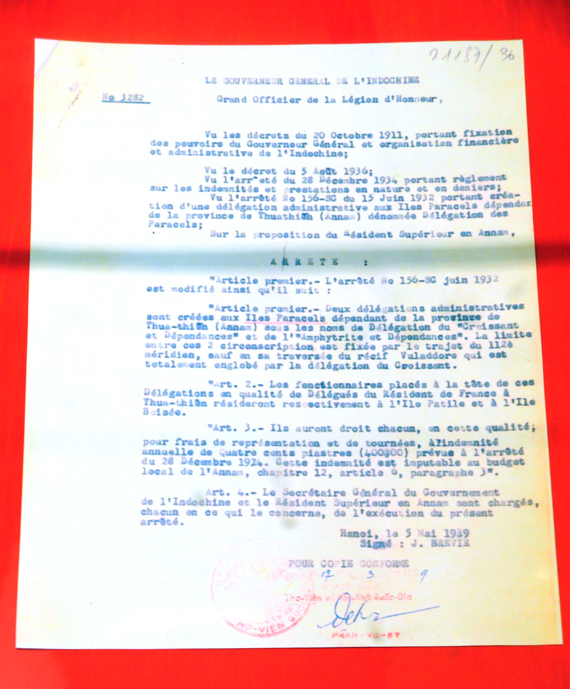 21157/36
LE GOUVERNEUR GENERAL DE L'INDOCHINE
No 3282
Grand Officier de la Légion d'Honneur,
Vu les décrets du 20 Octobre 1911, portant fixation
des pouvoirs du Gouverneur Général et organisation financière
et administrative de l'Indochine;
Vu le décret du 5 Août 1936;
Vu l'arrêté du 28 Décembre 1934 portant règlement
sur les indemnités et prestations en nature et en deniers;
Vu l'arrêté No 156-SC du 15 Juin 1932 portant créa-
tion d'une délégation administrative aux Iles Paracels dépendan
de la province de Thuathiên (Annam) dénommée Délégation des
Paracels;
Sur la proposition du Résident Supérieur en Annam,
A R R E T E :
"Article premier.- L'arrêté No 156-SC juin 1932
est modifié ainsi qu'il suit :
"Article premier.- Deux délégations administratives
sont créées aux Iles Paracels dépendant de la province de
Thua-thiên (Annam) sous les noms de Délégation du "Croissant
et Dépendances" et de l'"Amphytrite et Dépendances". La limite
entre ces 2 circonscription est fixée par le trajet du 112è
méridien, sauf en sa traversée du récif Vuladdore qui est
totalement englobé par la délégation du Croissant.
"Art. 2.- Les fonctionnaires placés à la tête de ces
Délégations en qualité de Délégués du Résident de France à
Thua-thiên résideront respectivement à l'Ile Patile et à l'Ile
Boisée.
"Art. 3.- Ils auront droit chacun, en cette qualité,
pour frais de représentation et de tournées, àl'indemnité
annuelle de quatre cents piastres (400$00) prévue à l'arrêté
du 28 Décembre 1924. Cette indemnité est imputable au budget
local de l'Annam, chapitre 12, article 6, paragraphe 3".
Art. 4.- Le Secrétaire Général du Gouvernement
de l'Indochine et le Résident Supérieur en Annam sont chargés,
chacun en ce qui le concerne, de l'exécution du présent
arrêté.
Hanoi, le 5 Mai 1939
Signé : J. BREVIE
POUR COPIE CONFORME
17 3
PHAN-VU-ET